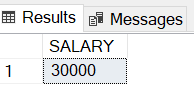 Results Messages
SALARY
1 30000